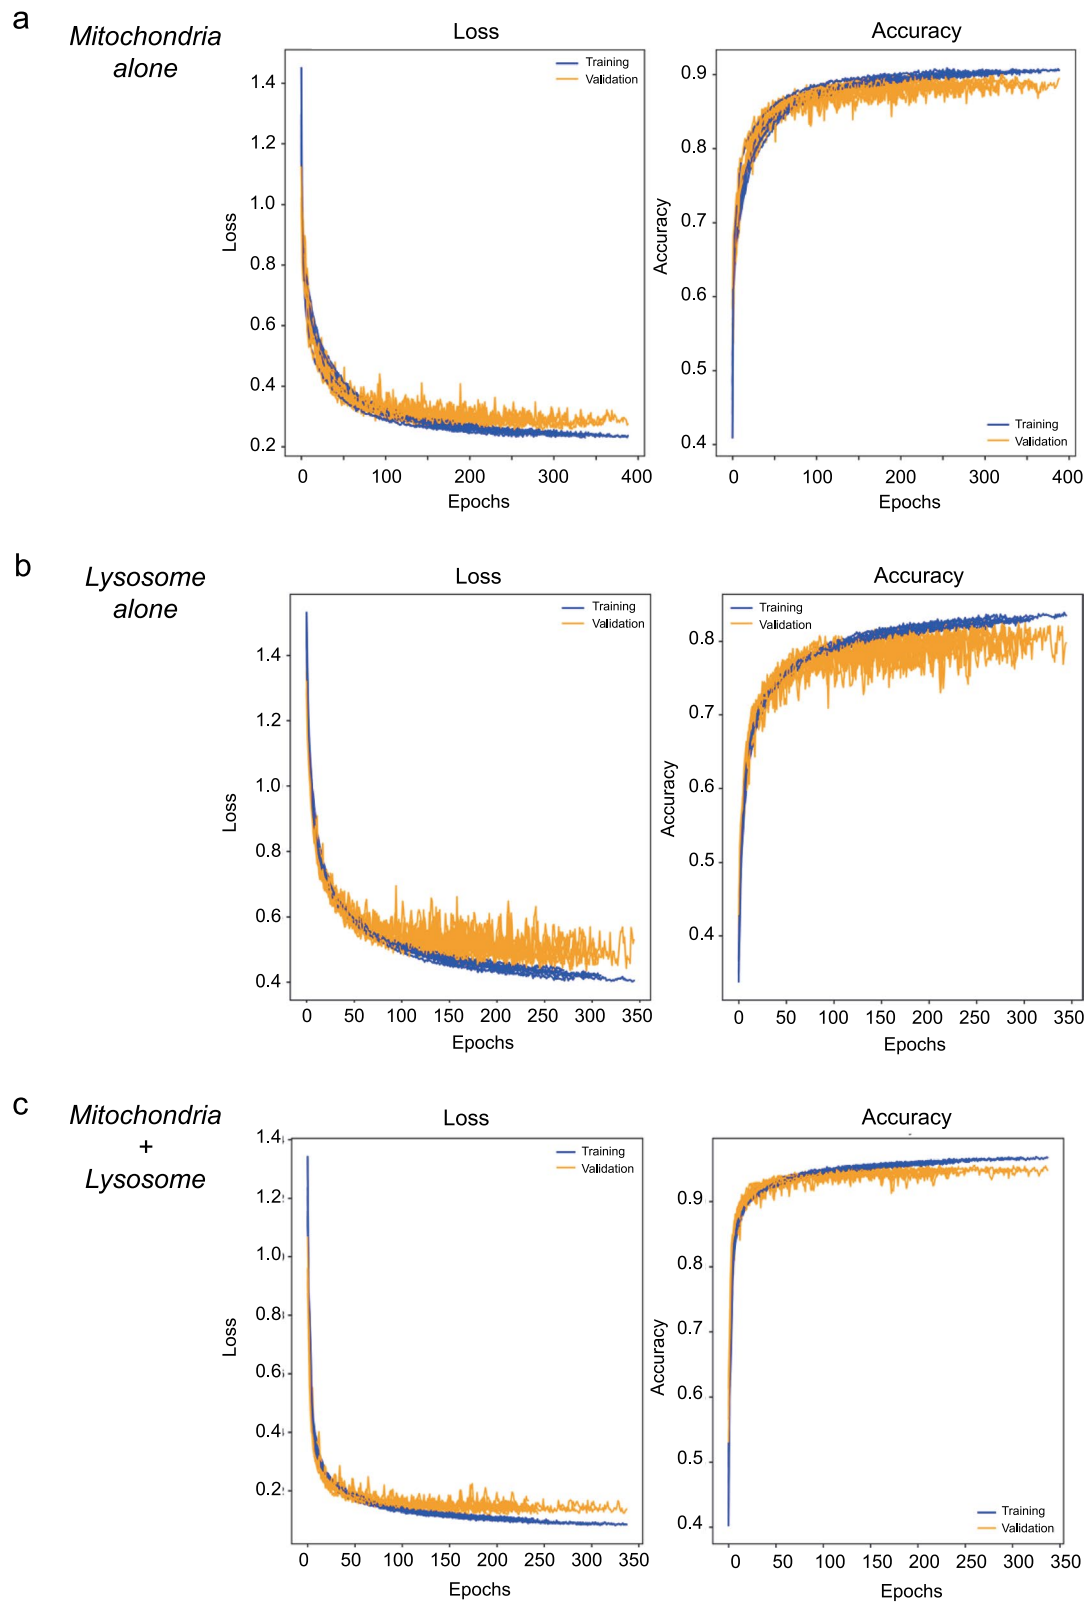 a
Mitochondria
alone
Loss
Training
Validation
1.4
1.2
1.0
0.8
0.6
0.4
0.2
Loss
0 100 200 300 400
Epochs
Accuracy
0.9
0.8
0.7
0.6
0.5
0.4
Accuracy
Training
Validation
0 100 200 300 400
Epochs
b
Lysosome
alone
Loss
Training
Validation
1.4
1.2
1.0
0.8
0.6
0.4
Loss
0 50 100 150 200 250 300 350
Epochs
Accuracy
Training
Validation
0.8
0.7
0.6
0.5
0.4
Accuracy
0 50 100 150 200 250 300 350
Epochs
c
Mitochondria
+
Lysosome
Loss
Training
Validation
1.4
1.2
1.0
0.8
0.6
0.4
0.2
Loss
0 50 100 150 200 250 300 350
Epochs
Accuracy
0.9
0.8
0.7
0.6
0.5
0.4
Accuracy
Training
Validation
0 50 100 150 200 250 300 350
Epochs